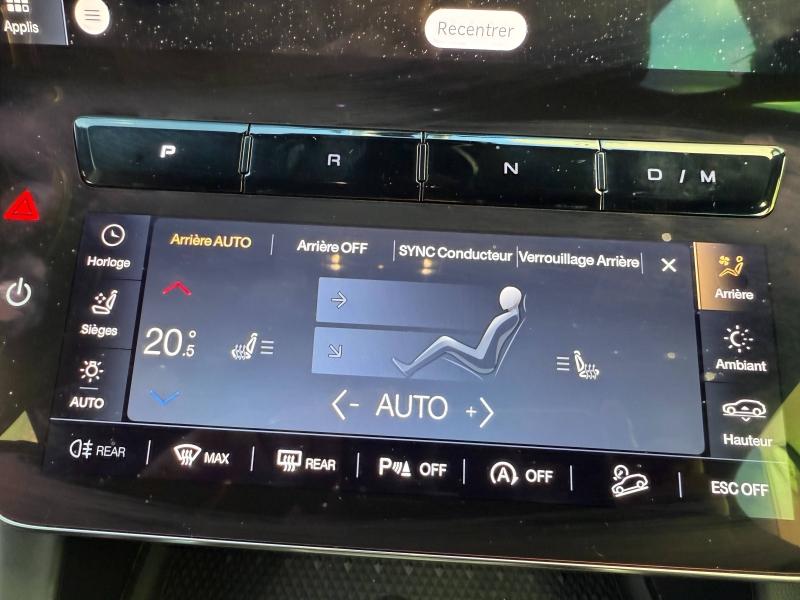 Applis
Recentrer
P R N D / M
Horloge
Sièges
AUTO
Arrière AUTO
Arrière OFF
SYNC Conducteur
Verrouillage Arrière
20.5°
<- AUTO +>
Arrière
Ambiant
Hauteur
REAR
MAX
REAR
P OFF
A OFF
ESC OFF